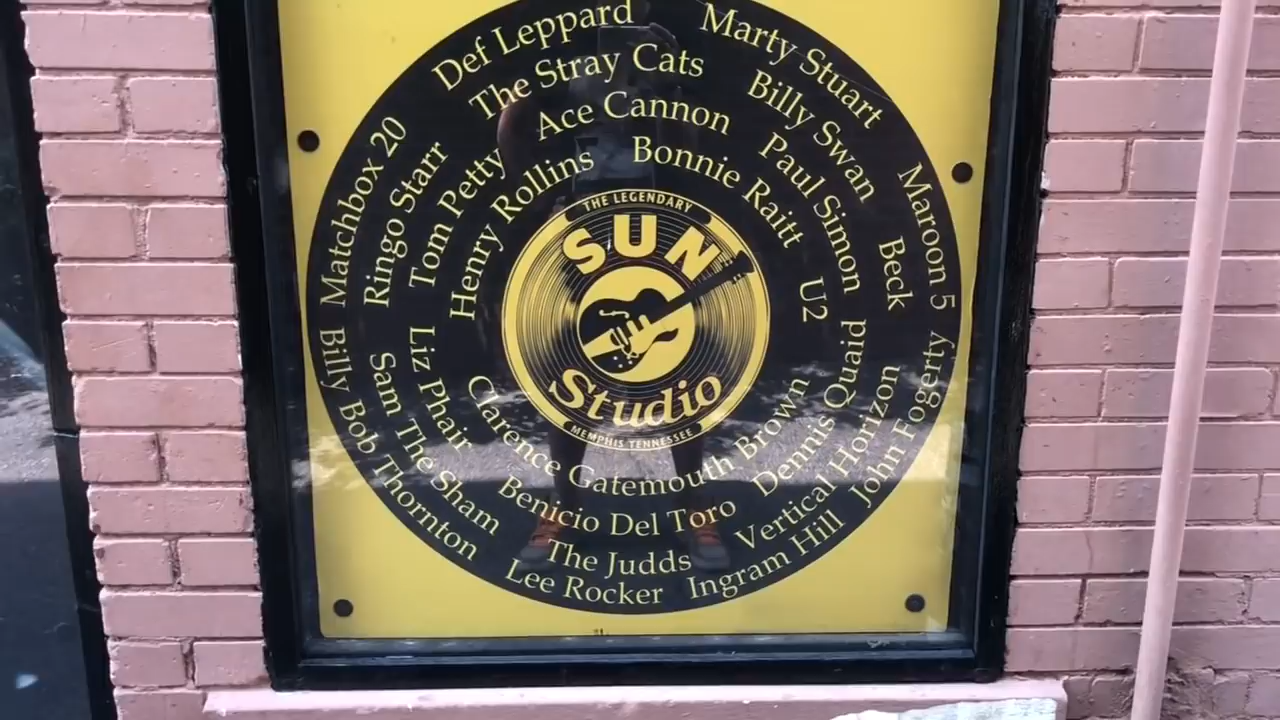 Def Leppard
Marty Stuart
The Stray Cats
Billy Swan
Ace Cannon
Paul Simon
Bonnie Raitt
Matchbox 20
Ringo Starr
Tom Petty
Henry Rollins
Maroon 5
Beck
U2
THE LEGENDARY
SUN
Studio
MEMPHIS TENNESSEE
Billy Bob Thornton
Sam The Sham
Liz Phair
Clarence Gatemouth Brown
Dennis Quaid
Vertical Horizon
John Fogerty
Benicio Del Toro
The Judds
Lee Rocker
Ingram Hill